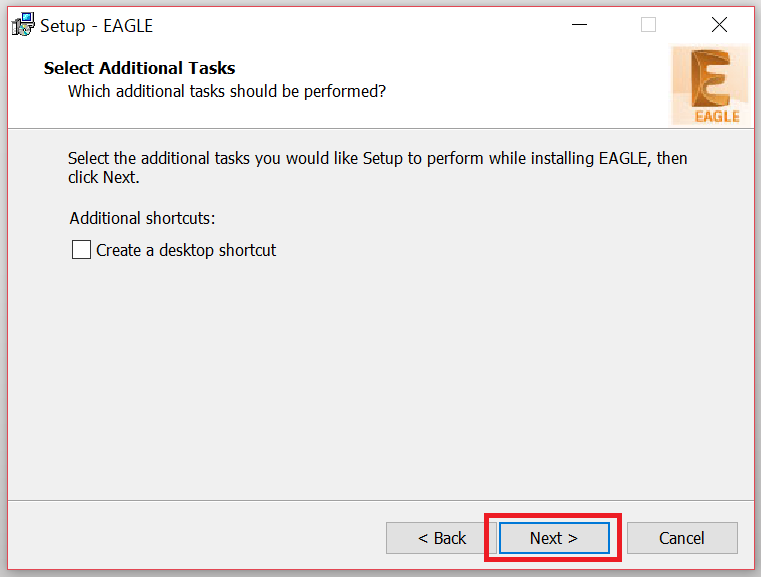 Setup - EAGLE
Select Additional Tasks
Which additional tasks should be performed?
EAGLE
Select the additional tasks you would like Setup to perform while installing EAGLE, then
click Next.
Additional shortcuts:
Create a desktop shortcut
< Back
Next >
Cancel